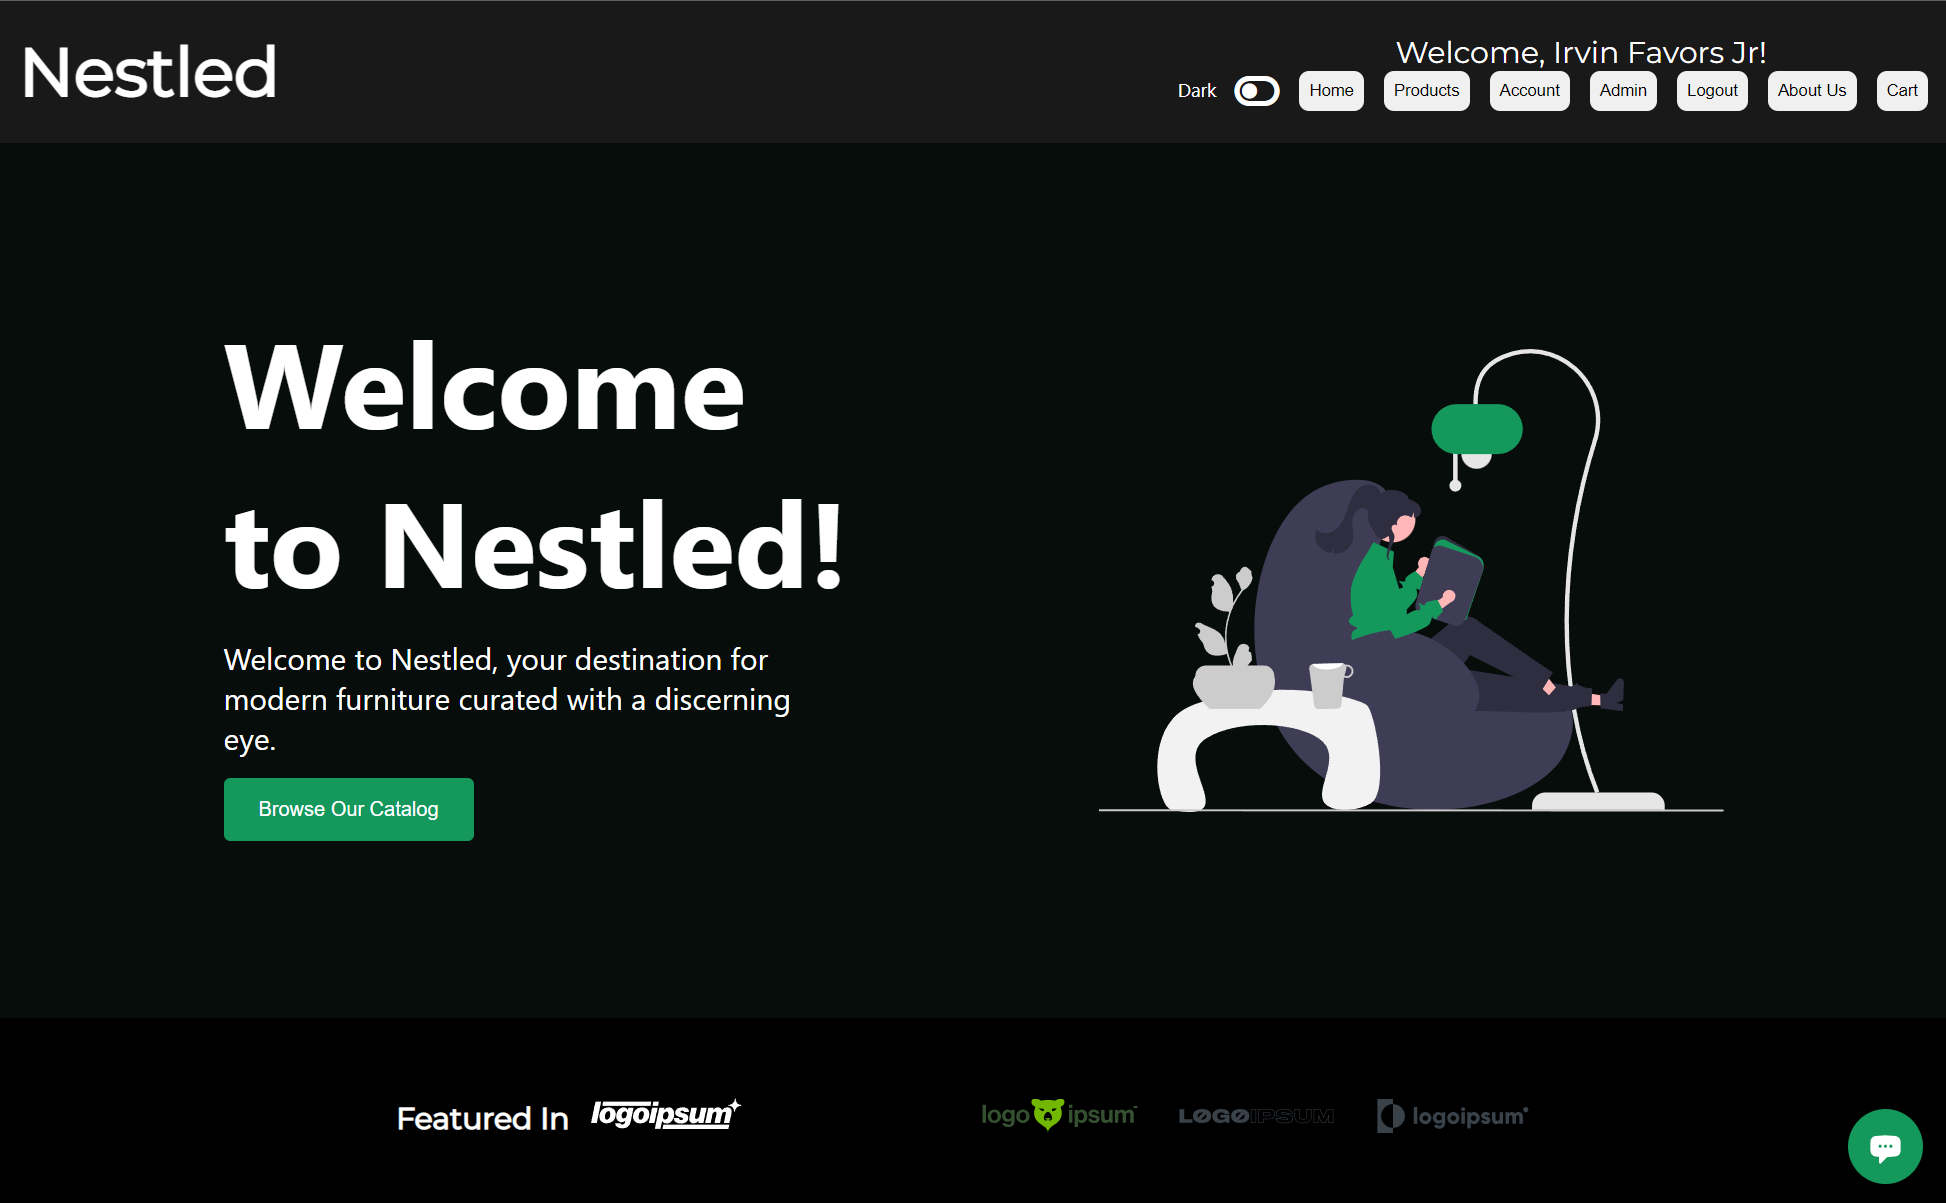 Nestled
Welcome, Irvin Favors Jr!
Dark Home Products Account Admin Logout About Us Cart
Welcome
to Nestled!
Welcome to Nestled, your destination for
modern furniture curated with a discerning
eye.
Browse Our Catalog
Featured In logoipsum logo ipsum LOGOIPSUM logoipsum